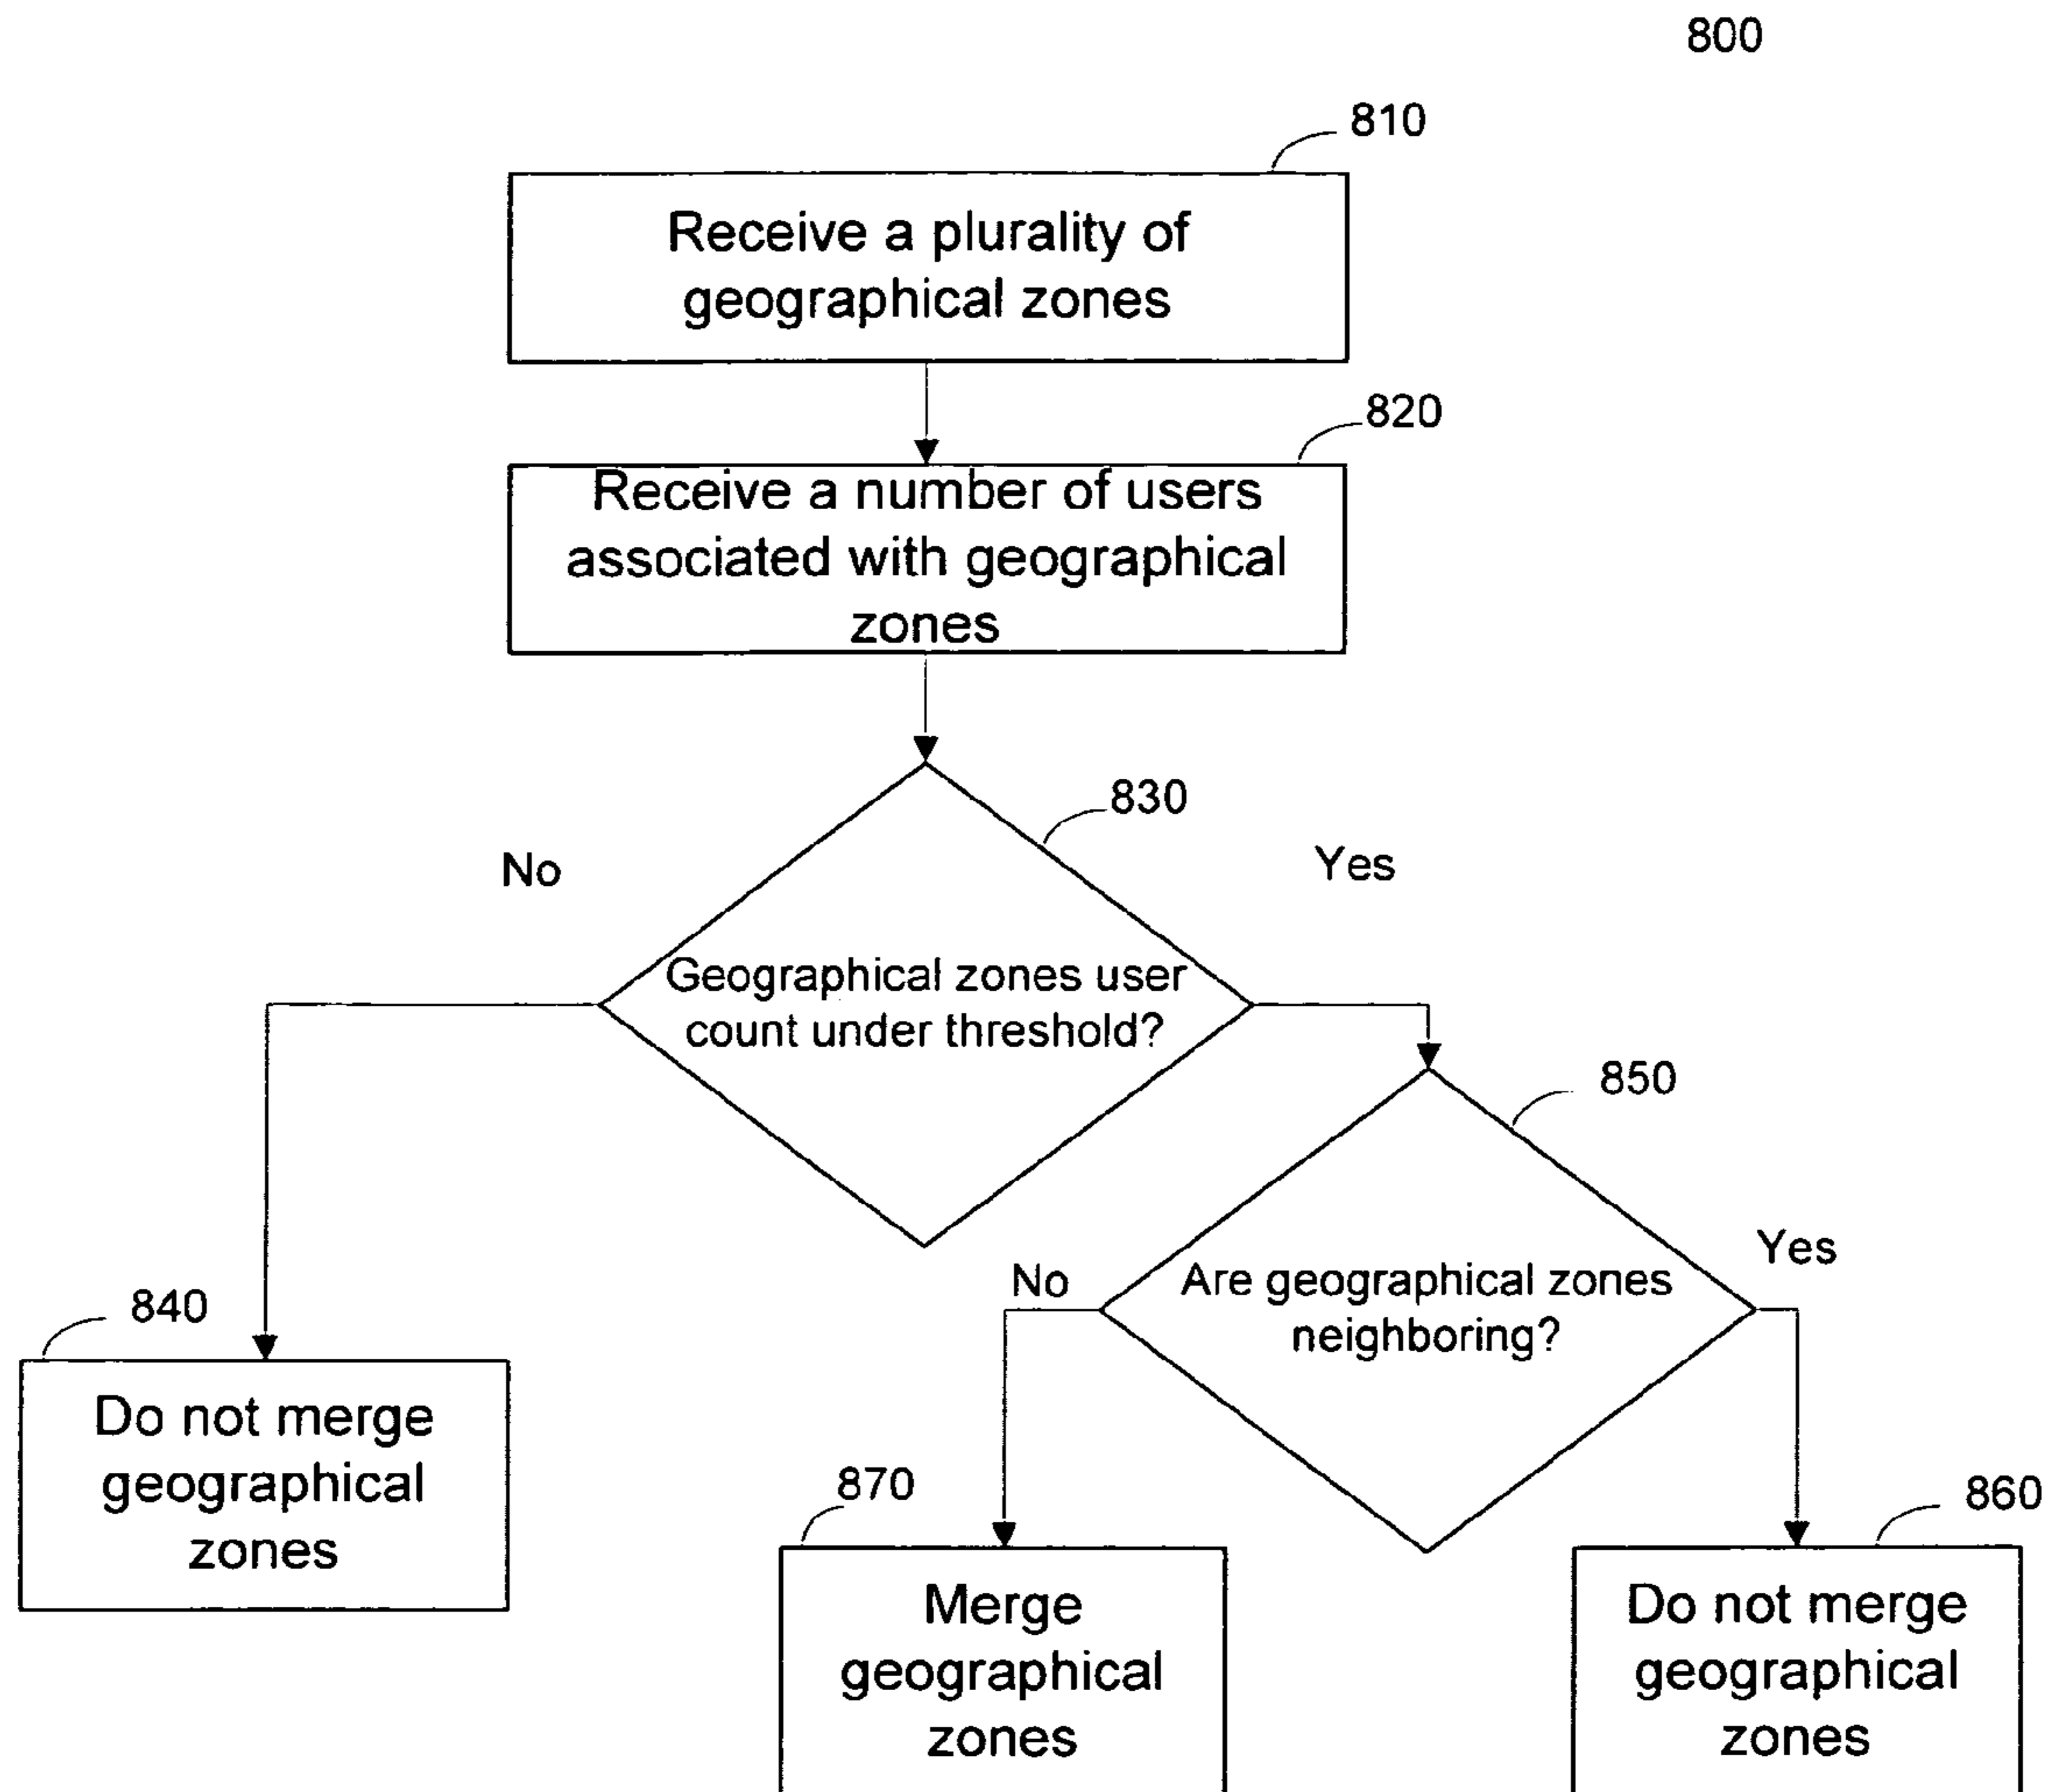 800
810
Receive a plurality of
geographical zones
820
Receive a number of users
associated with geographical
zones
830
No
Yes
Geographical zones user
count under threshold?
850
No
Yes
Are geographical zones
neighboring?
840
Do not merge
geographical
zones
870
Merge
geographical
zones
860
Do not merge
geographical
zones